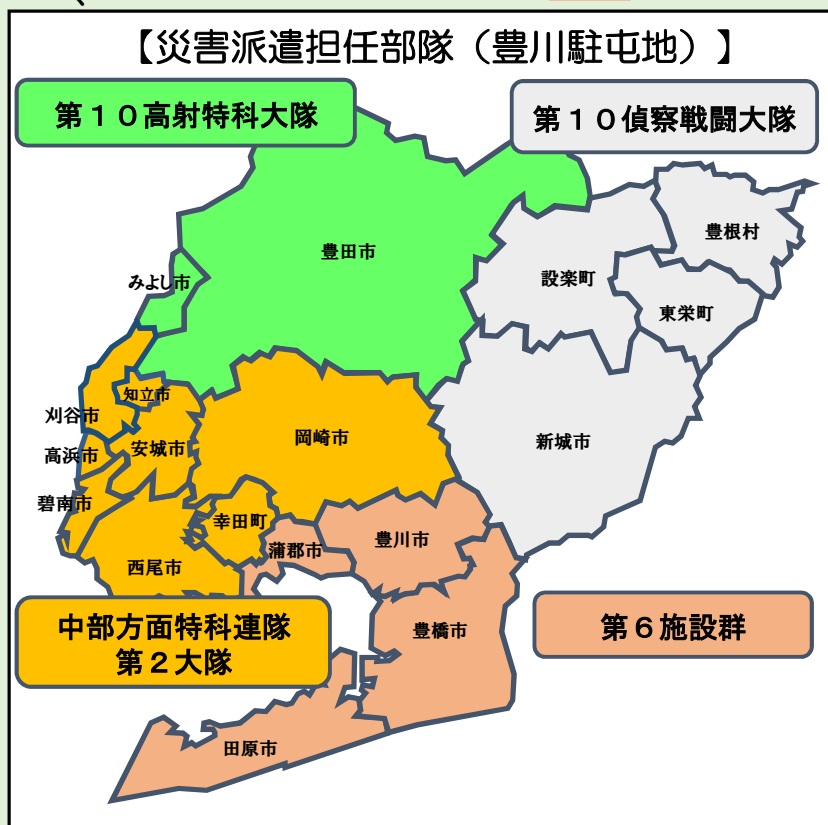 【災害派遣担任部隊（豊川駐屯地）】
第１０高射特科大隊
第１０偵察戦闘大隊
豊根村
豊田市
設楽町
みよし市
東栄町
知立市
刈谷市
岡崎市
新城市
安城市
高浜市
碧南市
幸田町
豊川市
蒲郡市
西尾市
中部方面特科連隊
第２大隊
第６施設群
豊橋市
田原市